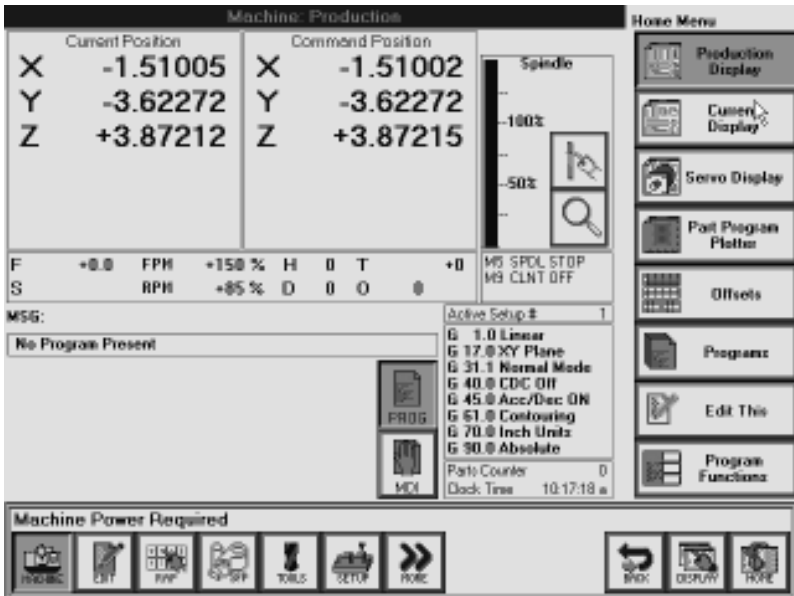 Machine: Production
Current Position
X -1.51005
Y -3.62272
Z +3.87212
Command Position
X -1.51002
Y -3.62272
Z +3.87215
Spindle
100%
50%
F +0.0 FPM +150 % H 0 T +0
S RPM +85 % D 0 O 0
M5 SPDL STOP
M9 CLNT OFF
MSG:
No Program Present
PROG
MDI
Active Setup # 1
G 1.0 Linear
G 17.0 XY Plane
G 31.1 Normal Mode
G 40.0 CDC Off
G 45.0 Acc/Dec ON
G 61.0 Contouring
G 70.0 Inch Units
G 90.0 Absolute
Parts Counter 0
Clock Time 10:17:18 a
Home Menu
Production
Display
Current
Display
Servo Display
Part Program
Plotter
Offsets
Programs
Edit This
Program
Functions
Machine Power Required
MACHINE
EDIT
MAP
TOOLS
SETUP
MORE
BACK
DISPLAY
HOME